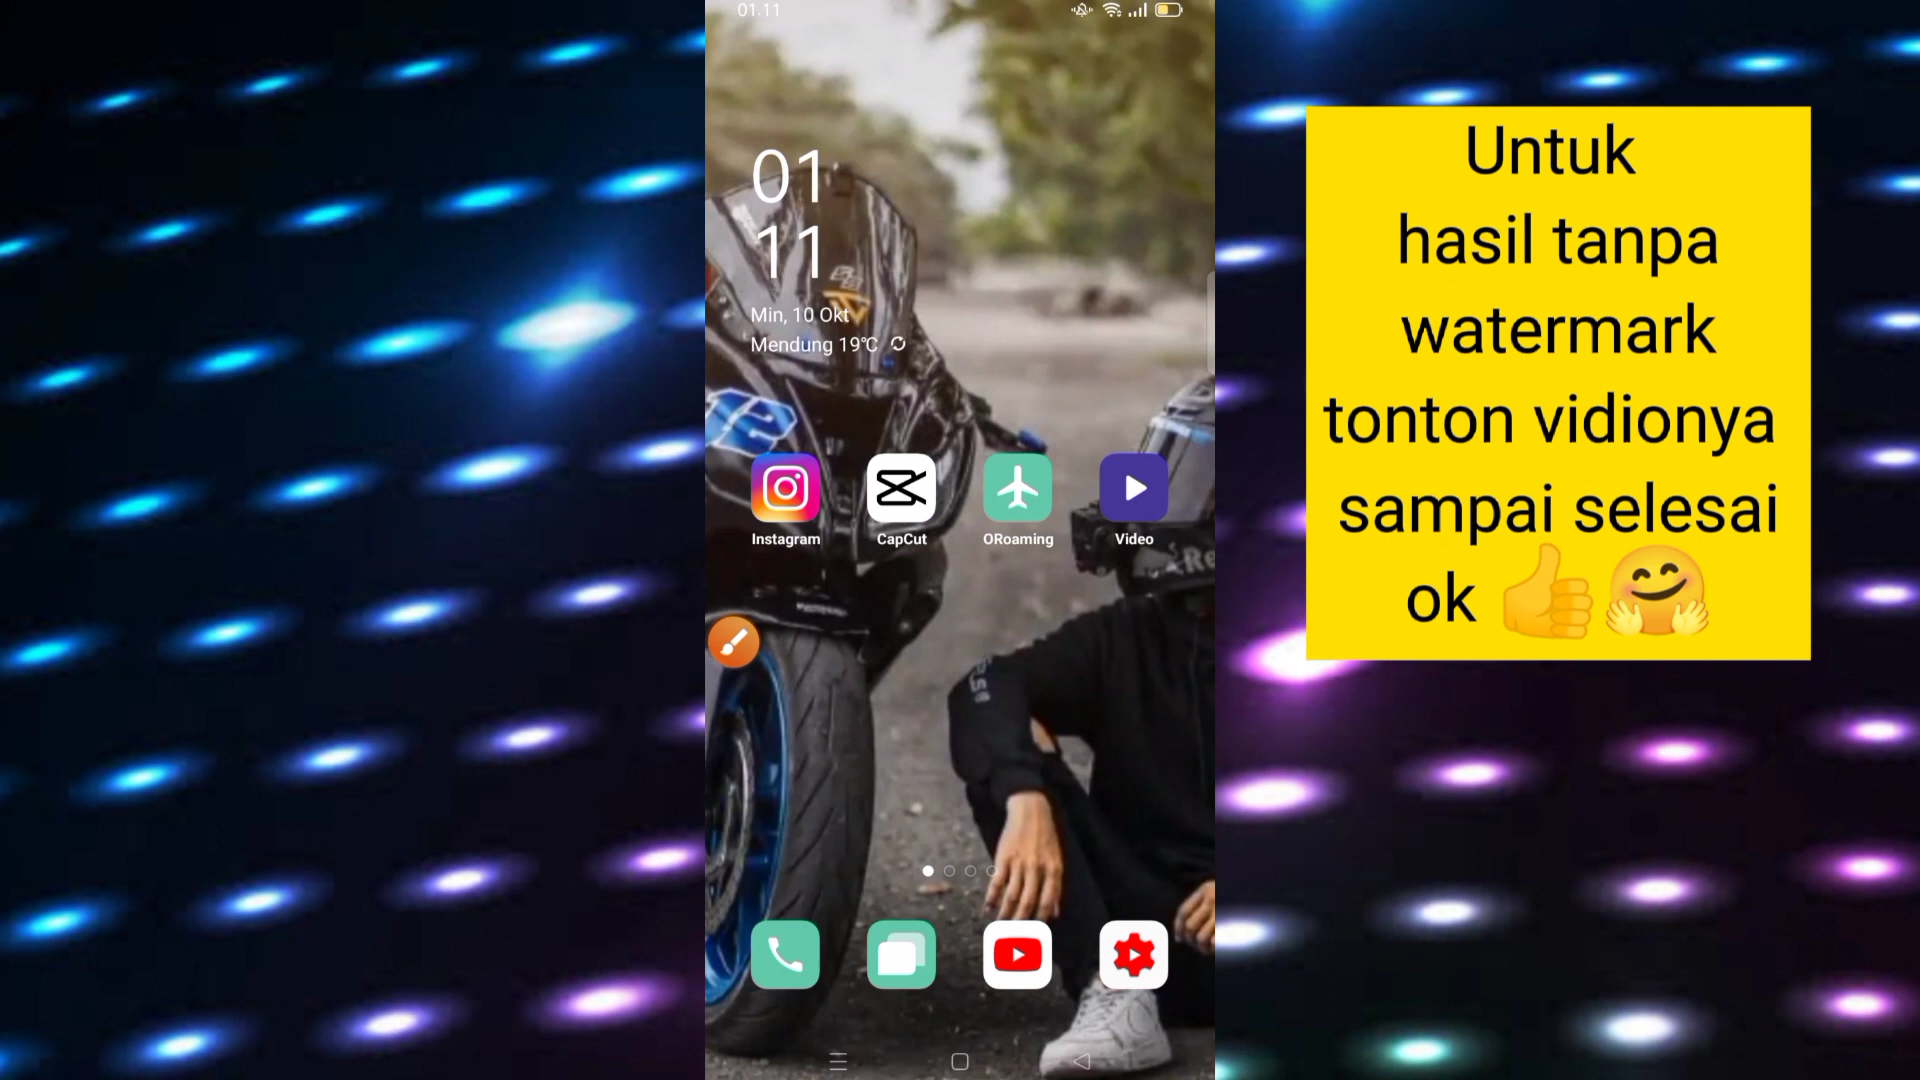 01.11
01
11
Min, 10 Okt
Mendung 19°C
Instagram
CapCut
ORoaming
Video
Untuk
hasil tanpa
watermark
tonton vidionya
sampai selesai
ok 👍🤗